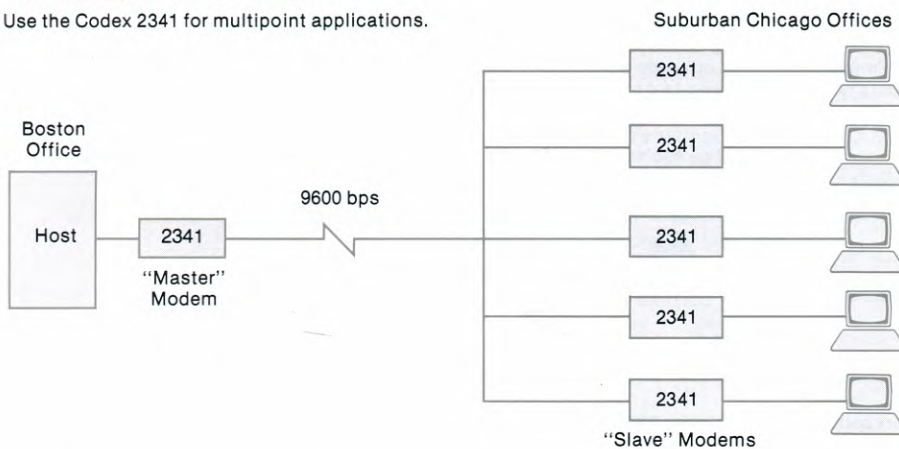 Use the Codex 2341 for multipoint applications.
Suburban Chicago Offices
Boston
Office
Host
2341
"Master"
Modem
9600 bps
2341
2341
2341
2341
2341
"Slave" Modems